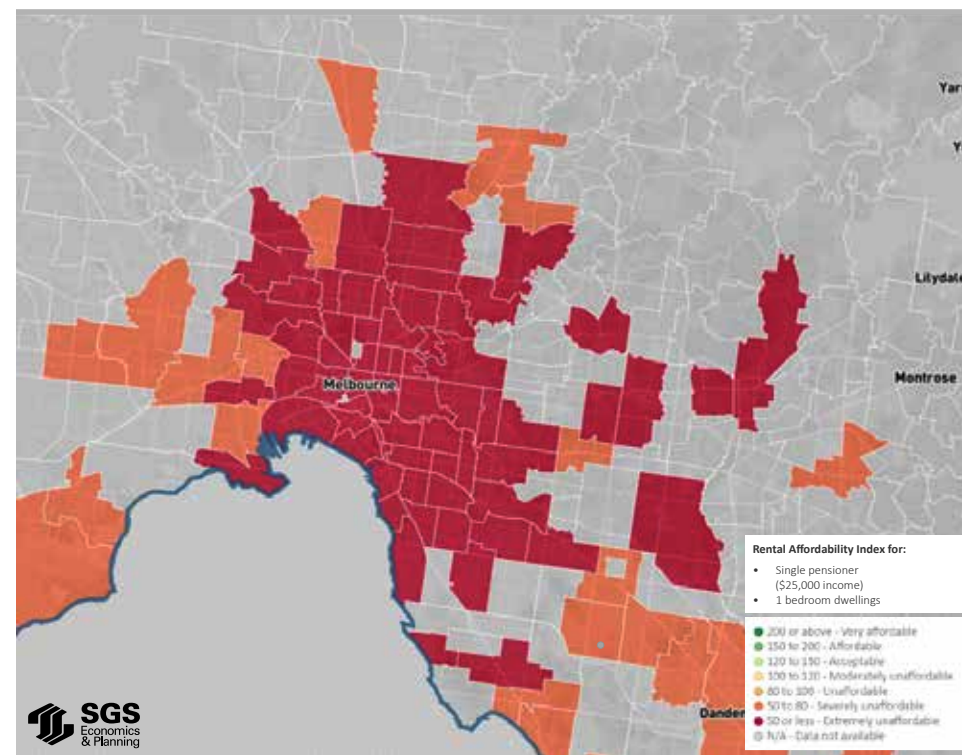 Yar
Y
Lilydale
Montrose
Melbourne
Rental Affordability Index for:
• Single pensioner
($25,000 income)
• 1 bedroom dwellings
200 or above - Very affordable
150 to 200 - Affordable
120 to 150 - Acceptable
100 to 120 - Moderately unaffordable
80 to 100 - Unaffordable
50 to 80 - Severely unaffordable
50 or less - Extremely unaffordable
N/A - Data not available
Danden
SGS
Economics
& Planning